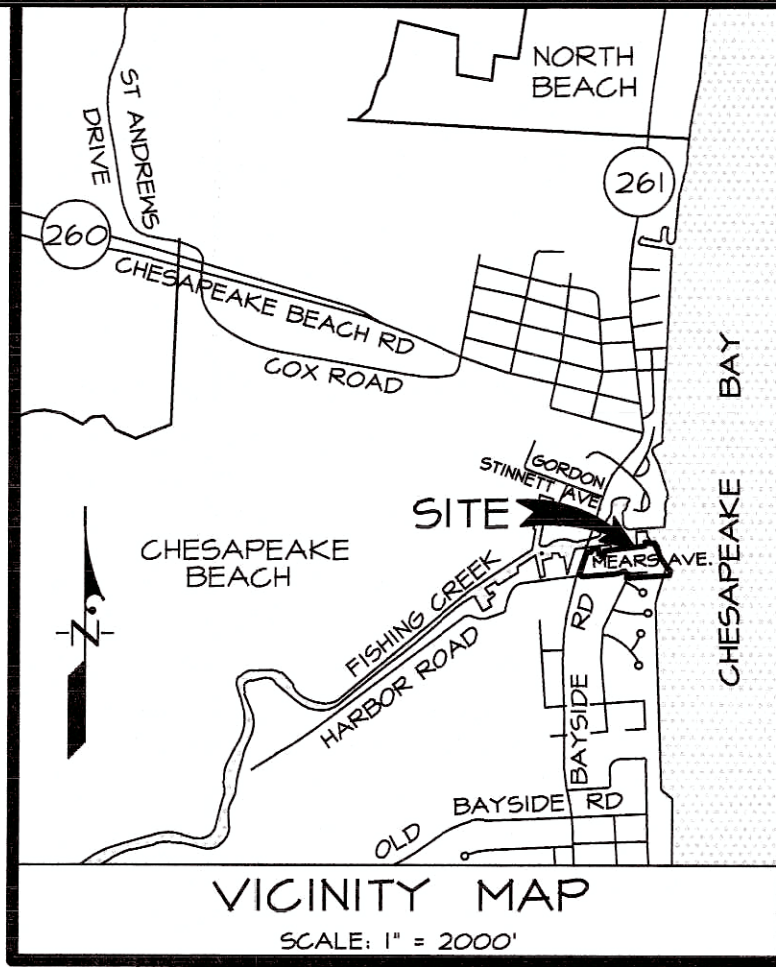 NORTH
BEACH
ST ANDREWS
DRIVE
261
260
CHESAPEAKE BEACH RD
COX ROAD
CHESAPEAKE BAY
GORDON
STINNETT AVE
SITE
MEARS AVE.
CHESAPEAKE
BEACH
N
FISHING CREEK
HARBOR ROAD
BAYSIDE RD
OLD BAYSIDE RD
VICINITY MAP
SCALE: 1" = 2000'